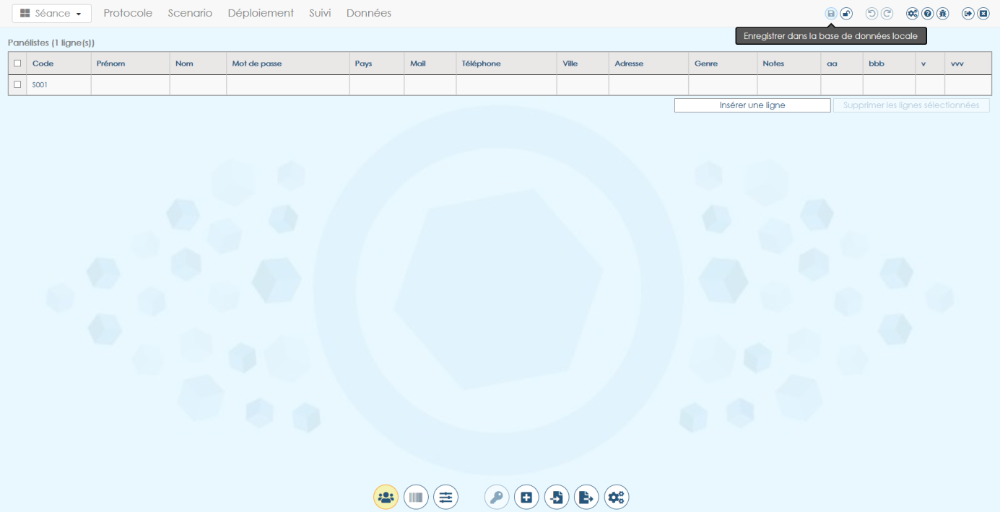 Séance Protocole Scenario Déploiement Suivi Données
Enregistrer dans la base de données locale
Panélistes (1 ligne(s))
Code Prénom Nom Mot de passe Pays Mail Téléphone Ville Adresse Genre Notes aa bbb v vvv
S001
Insérer une ligne Supprimer les lignes sélectionnées